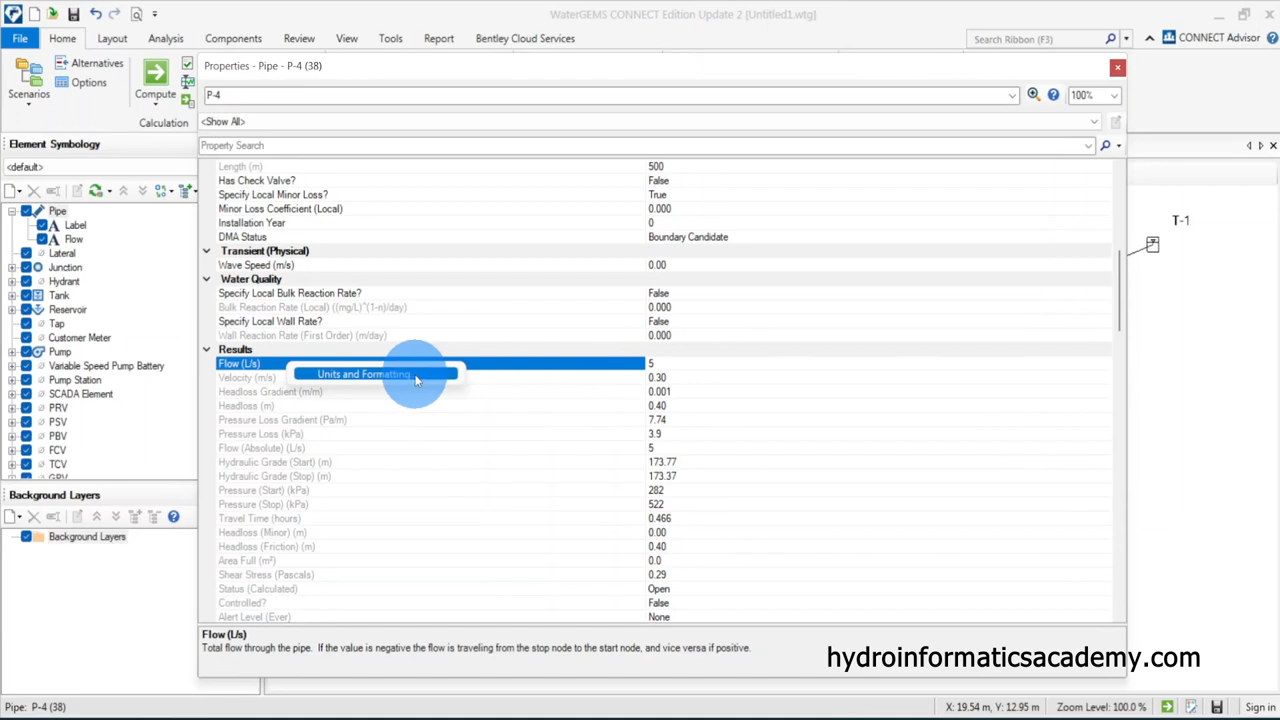 WaterGEMS CONNECT Edition Update 2 [Untitled1.wtg]
File Home Layout Analysis Components Review View Tools Report Bentley Cloud Services
Search Ribbon (F3)
CONNECT Advisor
Scenarios
Alternatives
Options
Compute
Calculation
Properties - Pipe - P-4 (38)
P-4
100%
<Show All>
Property Search
Element Symbology
<default>
Pipe
Label
Flow
Lateral
Junction
Hydrant
Tank
Reservoir
Tap
Customer Meter
Pump
Variable Speed Pump Battery
Pump Station
SCADA Element
PRV
PSV
PBV
FCV
TCV
GPV
Background Layers
Background Layers
Length (m) 500
Has Check Valve? False
Specify Local Minor Loss? True
Minor Loss Coefficient (Local) 0.000
Installation Year 0
DMA Status Boundary Candidate
Transient (Physical)
Wave Speed (m/s) 0.00
Water Quality
Specify Local Bulk Reaction Rate? False
Bulk Reaction Rate (Local) ((mg/L)^(1-n)/day) 0.000
Specify Local Wall Rate? False
Wall Reaction Rate (First Order) (m/day) 0.000
Results
Flow (L/s) 5
Units and Formatting...
Velocity (m/s) 0.30
Headloss Gradient (m/m) 0.001
Headloss (m) 0.40
Pressure Loss Gradient (Pa/m) 7.74
Pressure Loss (kPa) 3.9
Flow (Absolute) (L/s) 5
Hydraulic Grade (Start) (m) 173.77
Hydraulic Grade (Stop) (m) 173.37
Pressure (Start) (kPa) 282
Pressure (Stop) (kPa) 522
Travel Time (hours) 0.466
Headloss (Minor) (m) 0.00
Headloss (Friction) (m) 0.40
Area Full (m²) 0.0
Shear Stress (Pascals) 0.29
Status (Calculated) Open
Controlled? False
Alert Level (Ever) None
Flow (L/s)
Total flow through the pipe. If the value is negative the flow is traveling from the stop node to the start node, and vice versa if positive.
T-1
hydroinformaticsacademy.com
Pipe: P-4 (38)
X: 19.54 m, Y: 12.95 m
Zoom Level: 100.0 %
Sign in